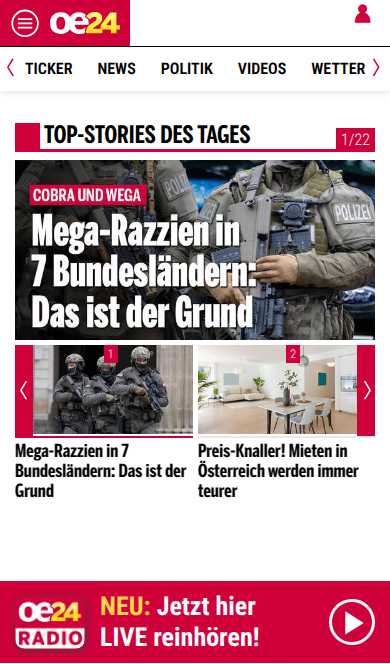 oe24
TICKER NEWS POLITIK VIDEOS WETTER
TOP-STORIES DES TAGES
1/22
POLIZEI
POLIZEI
COBRA UND WEGA
Mega-Razzien in
7 Bundesländern:
Das ist der Grund
1
2
Mega-Razzien in 7
Bundesländern: Das ist der
Grund
Preis-Knaller! Mieten in
Österreich werden immer
teurer
oe24
RADIO
NEU: Jetzt hier
LIVE reinhören!